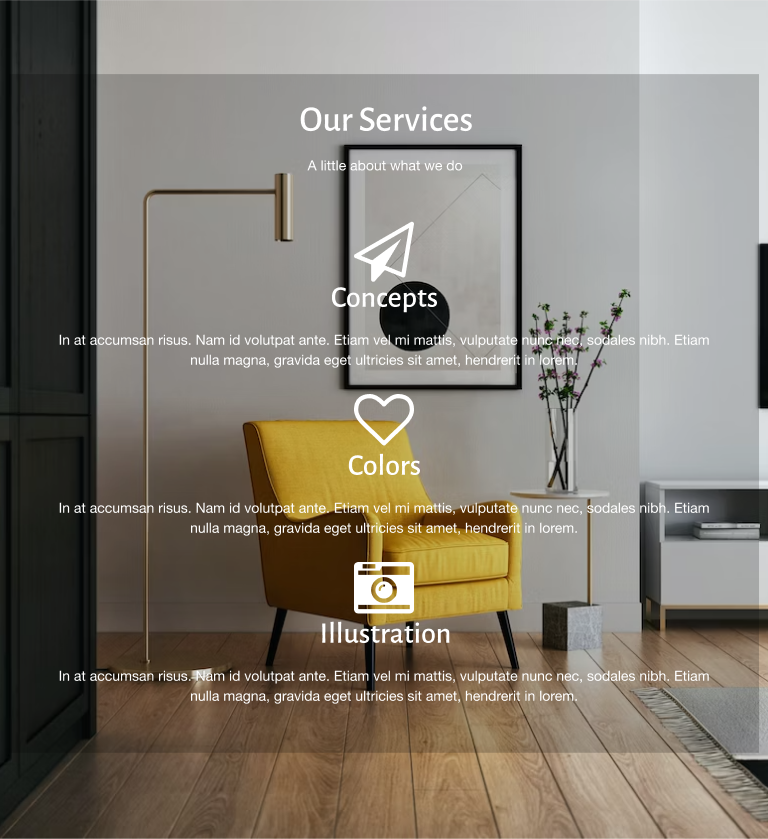 Our Services
A little about what we do
Concepts
In at accumsan risus. Nam id volutpat ante. Etiam vel mi mattis, vulputate nunc nec, sodales nibh. Etiam
nulla magna, gravida eget ultricies sit amet, hendrerit in lorem.
Colors
In at accumsan risus. Nam id volutpat ante. Etiam vel mi mattis, vulputate nunc nec, sodales nibh. Etiam
nulla magna, gravida eget ultricies sit amet, hendrerit in lorem.
Illustration
In at accumsan risus. Nam id volutpat ante. Etiam vel mi mattis, vulputate nunc nec, sodales nibh. Etiam
nulla magna, gravida eget ultricies sit amet, hendrerit in lorem.